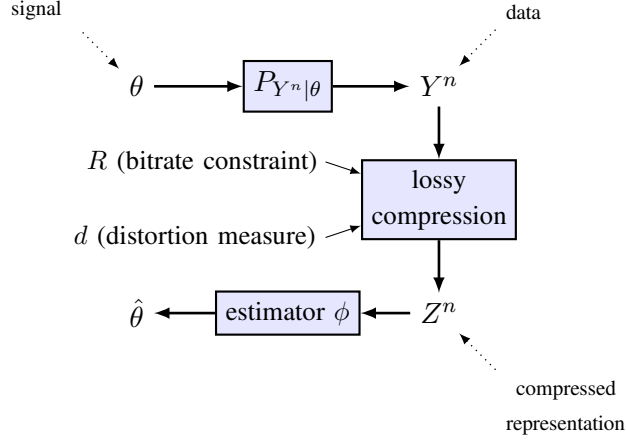 signal
data
θ
P_{Y^n|θ}
Y^n
R (bitrate constraint)
lossy
compression
d (distortion measure)
θ̂
estimator ϕ
Z^n
compressed
representation